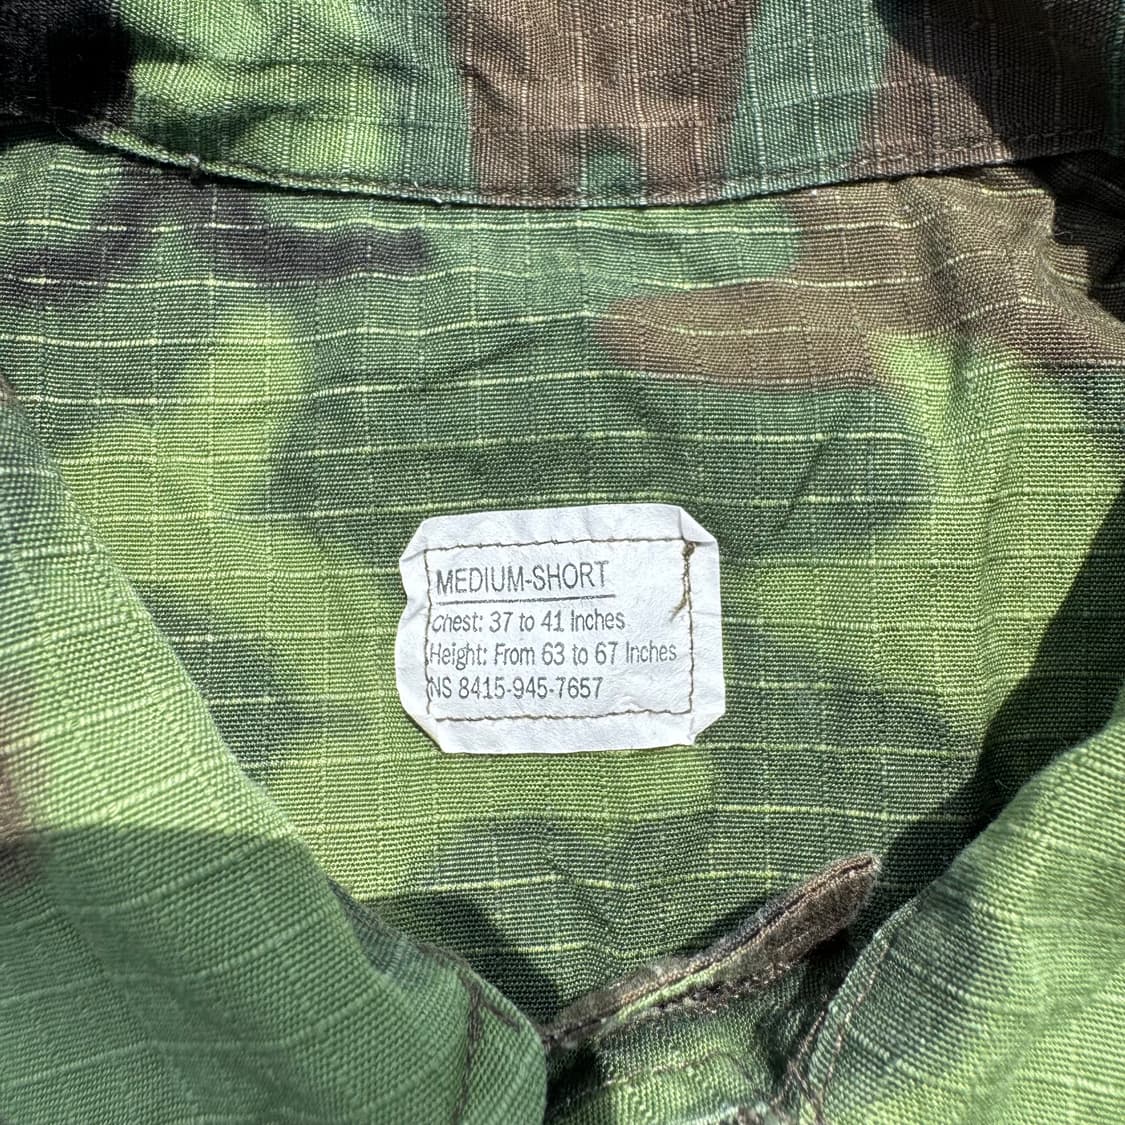 MEDIUM-SHORT
Chest: 37 to 41 Inches
Height: From 63 to 67 Inches
NS 8415-945-7657